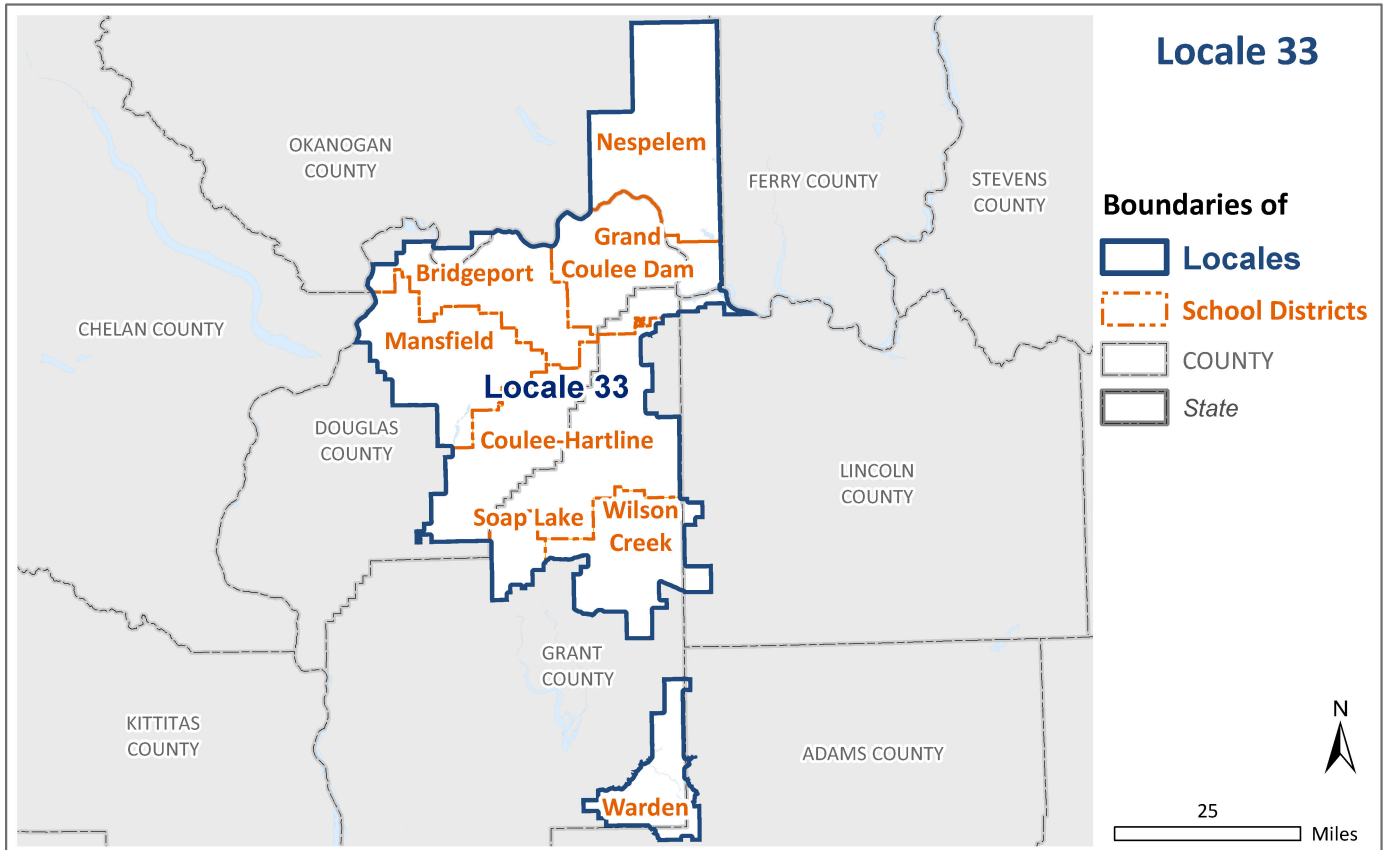 Locale 33
OKANOGAN
COUNTY
Nespelem
FERRY COUNTY
STEVENS
COUNTY
Grand
Coulee Dam
Bridgeport
CHELAN COUNTY
Mansfield
Locale 33
DOUGLAS
COUNTY
Coulee-Hartline
LINCOLN
COUNTY
Soap Lake
Wilson
Creek
GRANT
COUNTY
KITTITAS
COUNTY
ADAMS COUNTY
Warden
Boundaries of
Locales
School Districts
COUNTY
State
N
25
Miles